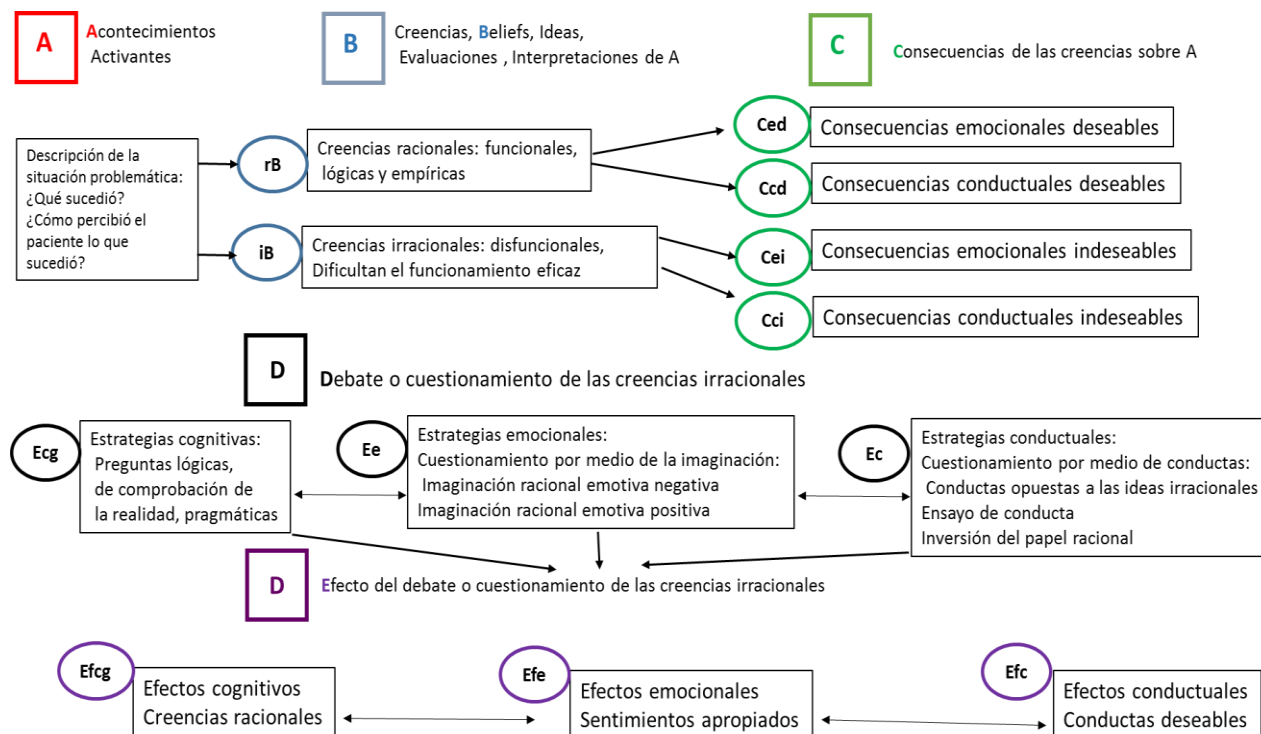 A
Acontecimientos
Activantes
B
Creencias, Beliefs, Ideas,
Evaluaciones , Interpretaciones de A
C
Consecuencias de las creencias sobre A
Descripción de la
situación problemática:
¿Qué sucedió?
¿Cómo percibió el
paciente lo que
sucedió?
rB
Creencias racionales: funcionales,
lógicas y empíricas
iB
Creencias irracionales: disfuncionales,
Dificultan el funcionamiento eficaz
Ced
Consecuencias emocionales deseables
Ccd
Consecuencias conductuales deseables
Cei
Consecuencias emocionales indeseables
Cci
Consecuencias conductuales indeseables
D
Debate o cuestionamiento de las creencias irracionales
Ecg
Estrategias cognitivas:
Preguntas lógicas,
de comprobación de
la realidad, pragmáticas
Ee
Estrategias emocionales:
Cuestionamiento por medio de la imaginación:
Imaginación racional emotiva negativa
Imaginación racional emotiva positiva
Ec
Estrategias conductuales:
Cuestionamiento por medio de conductas:
Conductas opuestas a las ideas irracionales
Ensayo de conducta
Inversión del papel racional
D
Efecto del debate o cuestionamiento de las creencias irracionales
Efcg
Efectos cognitivos
Creencias racionales
Efe
Efectos emocionales
Sentimientos apropiados
Efc
Efectos conductuales
Conductas deseables